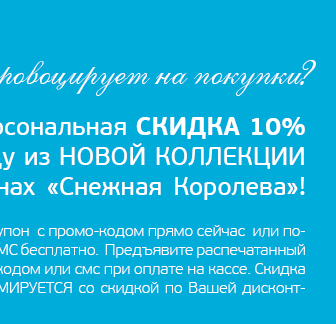 ровоцирует на покупки?
рсональная СКИДКА 10%
ду из НОВОЙ КОЛЛЕКЦИИ
нах «Снежная Королева»!
упон с промо-кодом прямо сейчас или по-
МС бесплатно. Предъявите распечатанный
кодом или смс при оплате на кассе. Скидка
МИРУЕТСЯ со скидкой по Вашей дисконт-